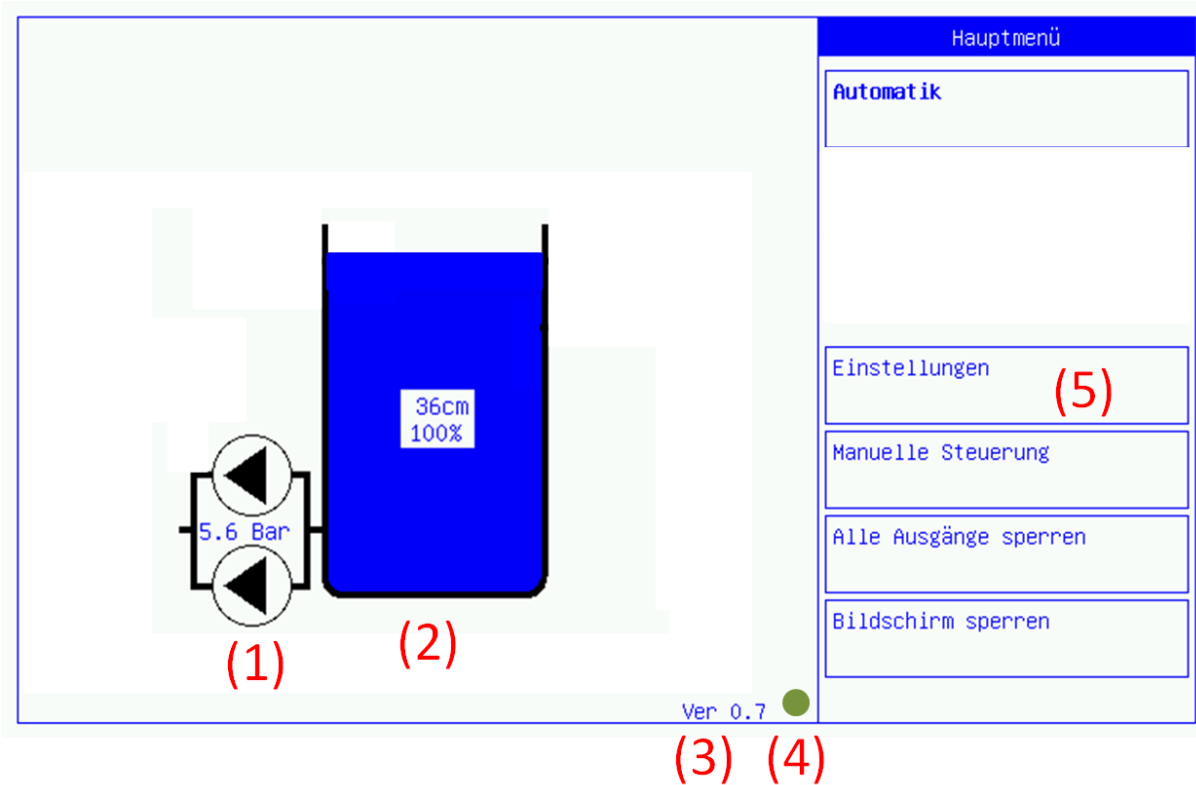 Hauptmenü
Automatik
36cm
100%
Einstellungen
(5)
Manuelle Steuerung
5.6 Bar
Alle Ausgänge sperren
(1)
(2)
Bildschirm sperren
Ver 0.7
(3)
(4)